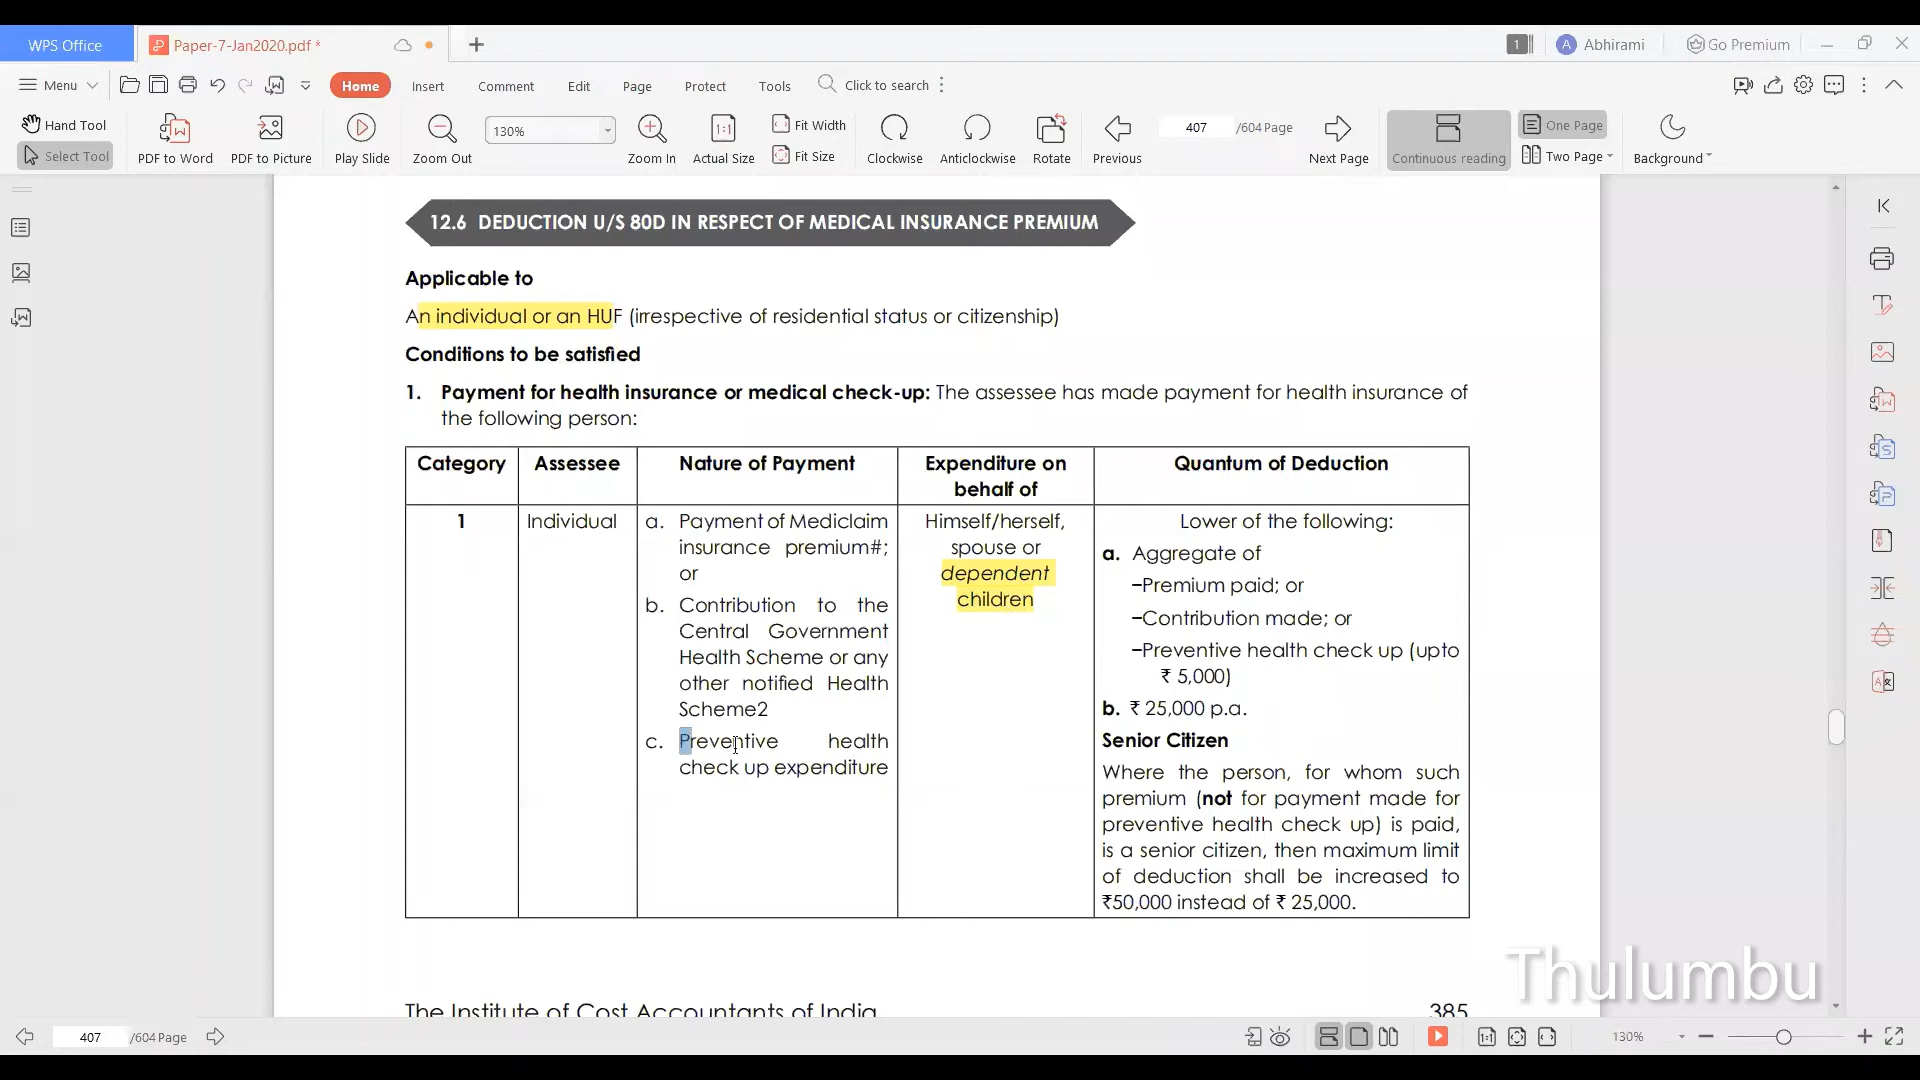 WPS Office
Paper-7-Jan2020.pdf *
1
A
Abhirami
Go Premium
Menu
Home
Insert
Comment
Edit
Page
Protect
Tools
Click to search
Hand Tool
Select Tool
PDF to Word
PDF to Picture
Play Slide
Zoom Out
130%
Zoom In
1:1
Actual Size
Fit Width
Fit Size
Clockwise
Anticlockwise
Rotate
Previous
407
/604 Page
Next Page
Continuous reading
One Page
Two Page
Background
12.6 DEDUCTION U/S 80D IN RESPECT OF MEDICAL INSURANCE PREMIUM
Applicable to
An individual or an HUF (irrespective of residential status or citizenship)
Conditions to be satisfied
1. Payment for health insurance or medical check-up: The assessee has made payment for health insurance of
the following person:
Category
Assessee
Nature of Payment
Expenditure on
behalf of
Quantum of Deduction
1
Individual
a. Payment of Mediclaim
insurance premium#;
or
b. Contribution to the
Central Government
Health Scheme or any
other notified Health
Scheme2
c. Preventive health
check up expenditure
Himself/herself,
spouse or
dependent
children
Lower of the following:
a. Aggregate of
–Premium paid; or
–Contribution made; or
–Preventive health check up (upto
₹ 5,000)
b. ₹ 25,000 p.a.
Senior Citizen
Where the person, for whom such
premium (not for payment made for
preventive health check up) is paid,
is a senior citizen, then maximum limit
of deduction shall be increased to
₹50,000 instead of ₹ 25,000.
Thulumbu
The Institute of Cost Accountants of India
385
407
/604 Page
130%